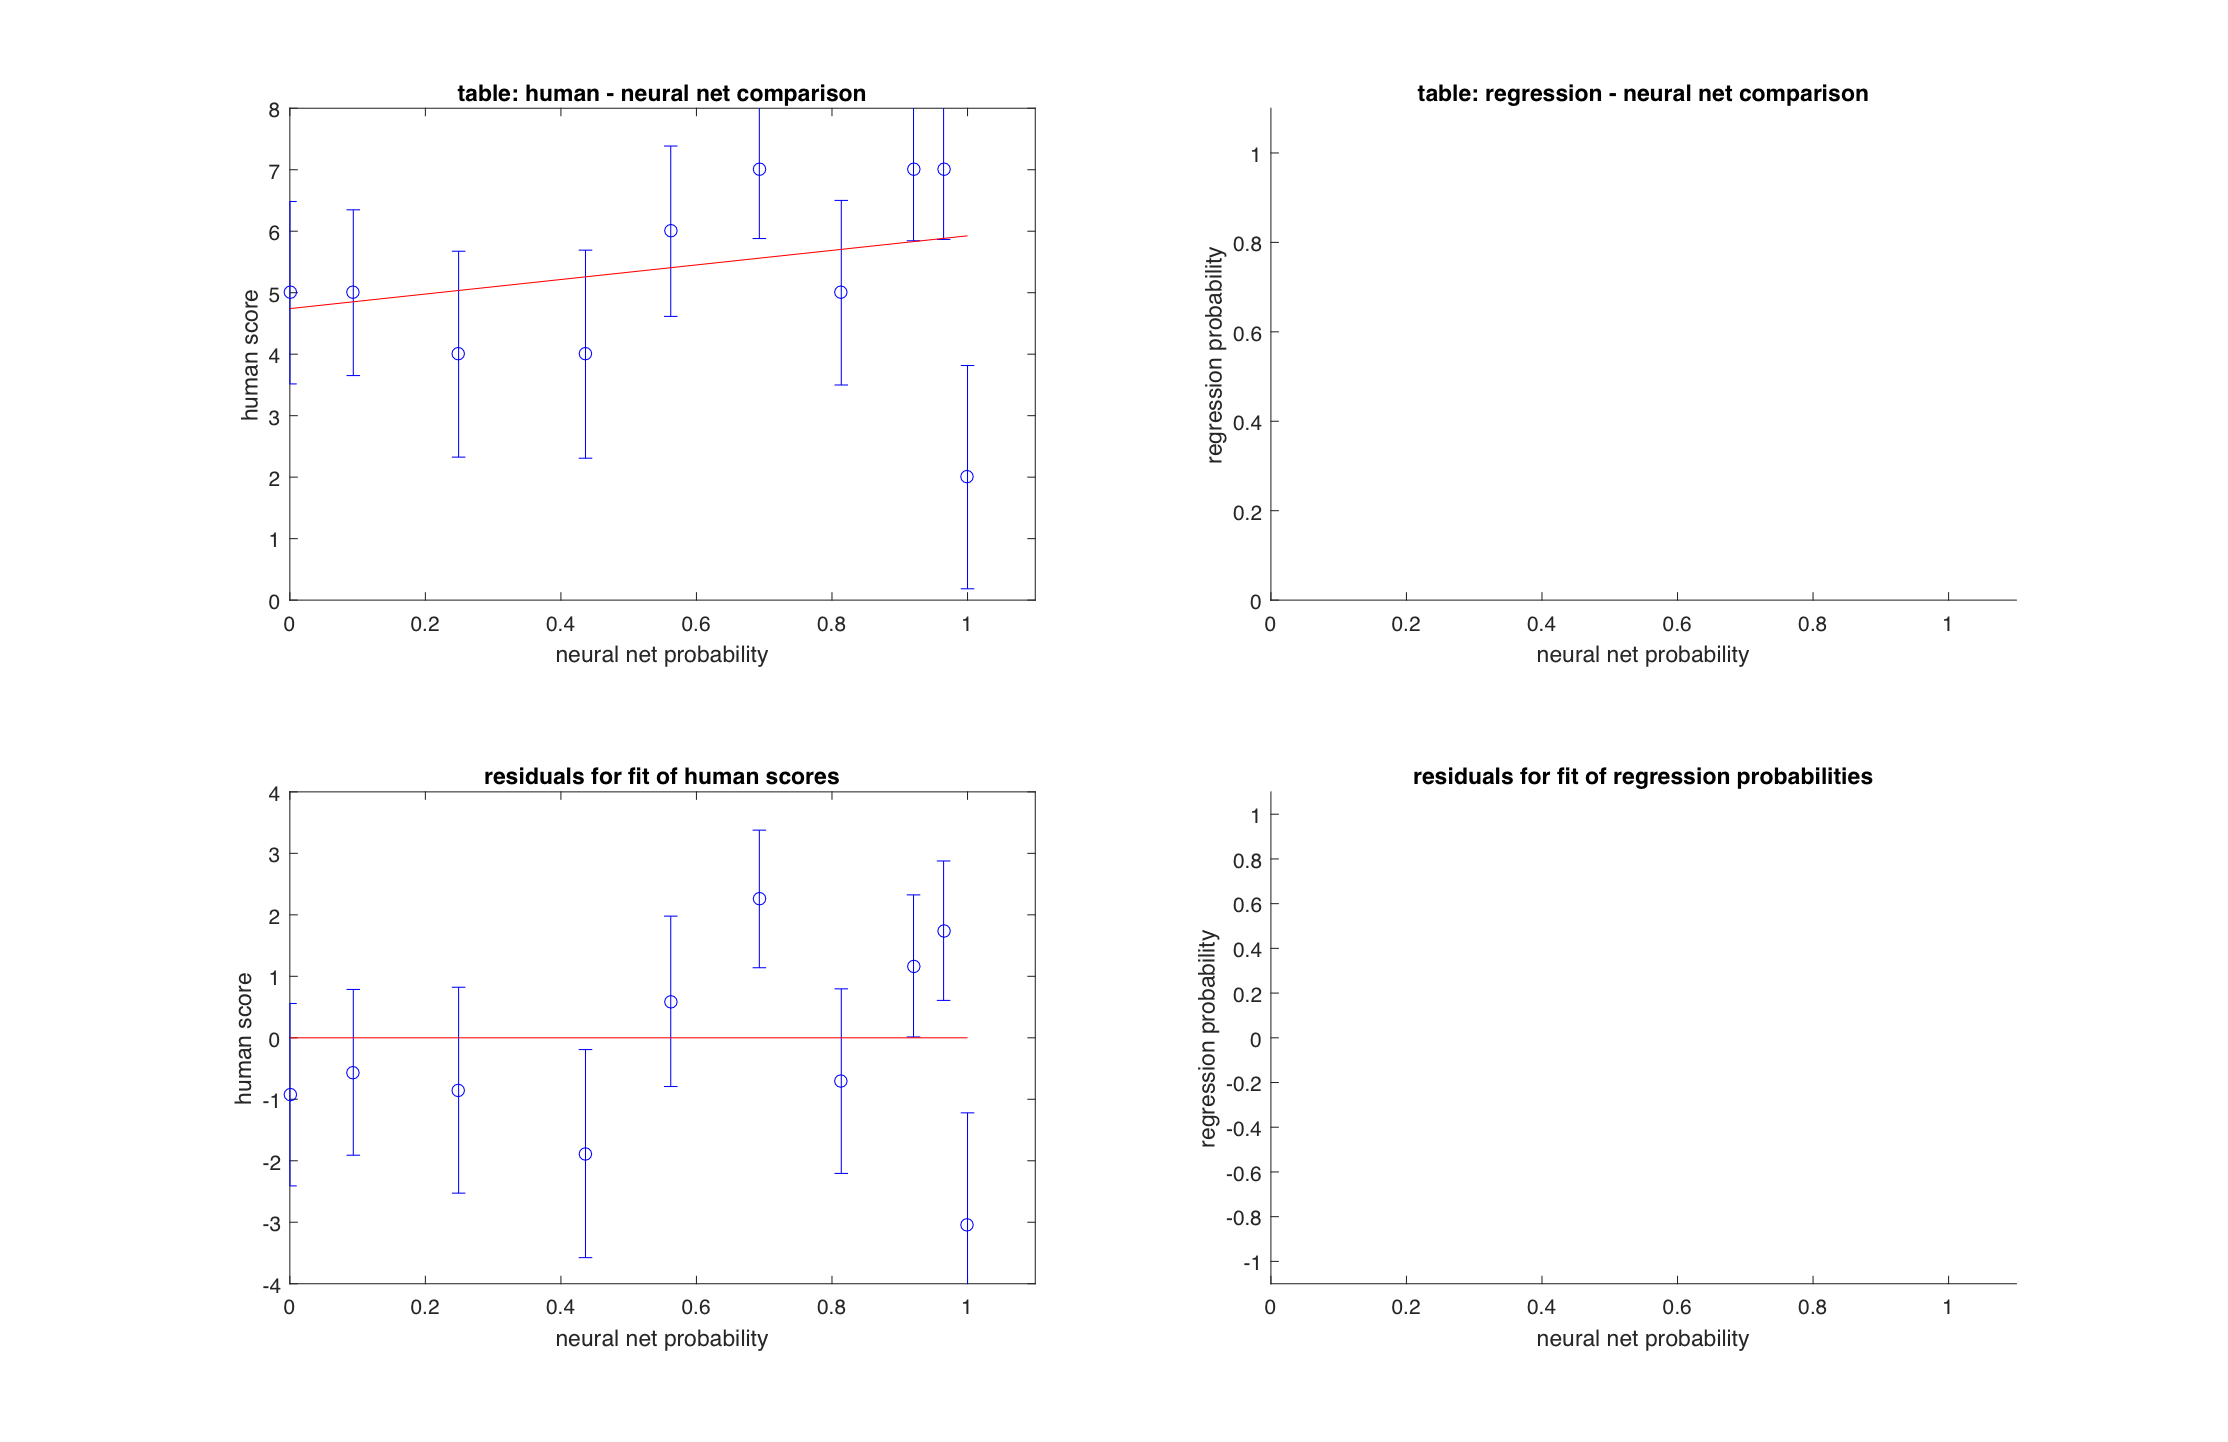 table: human - neural net comparison
8
7
6
5
4
3
2
1
0
human score
0 0.2 0.4 0.6 0.8 1
neural net probability
table: regression - neural net comparison
1
0.8
0.6
0.4
0.2
0
regression probability
0 0.2 0.4 0.6 0.8 1
neural net probability
residuals for fit of human scores
4
3
2
1
0
-1
-2
-3
-4
human score
0 0.2 0.4 0.6 0.8 1
neural net probability
residuals for fit of regression probabilities
1
0.8
0.6
0.4
0.2
0
-0.2
-0.4
-0.6
-0.8
-1
regression probability
0 0.2 0.4 0.6 0.8 1
neural net probability